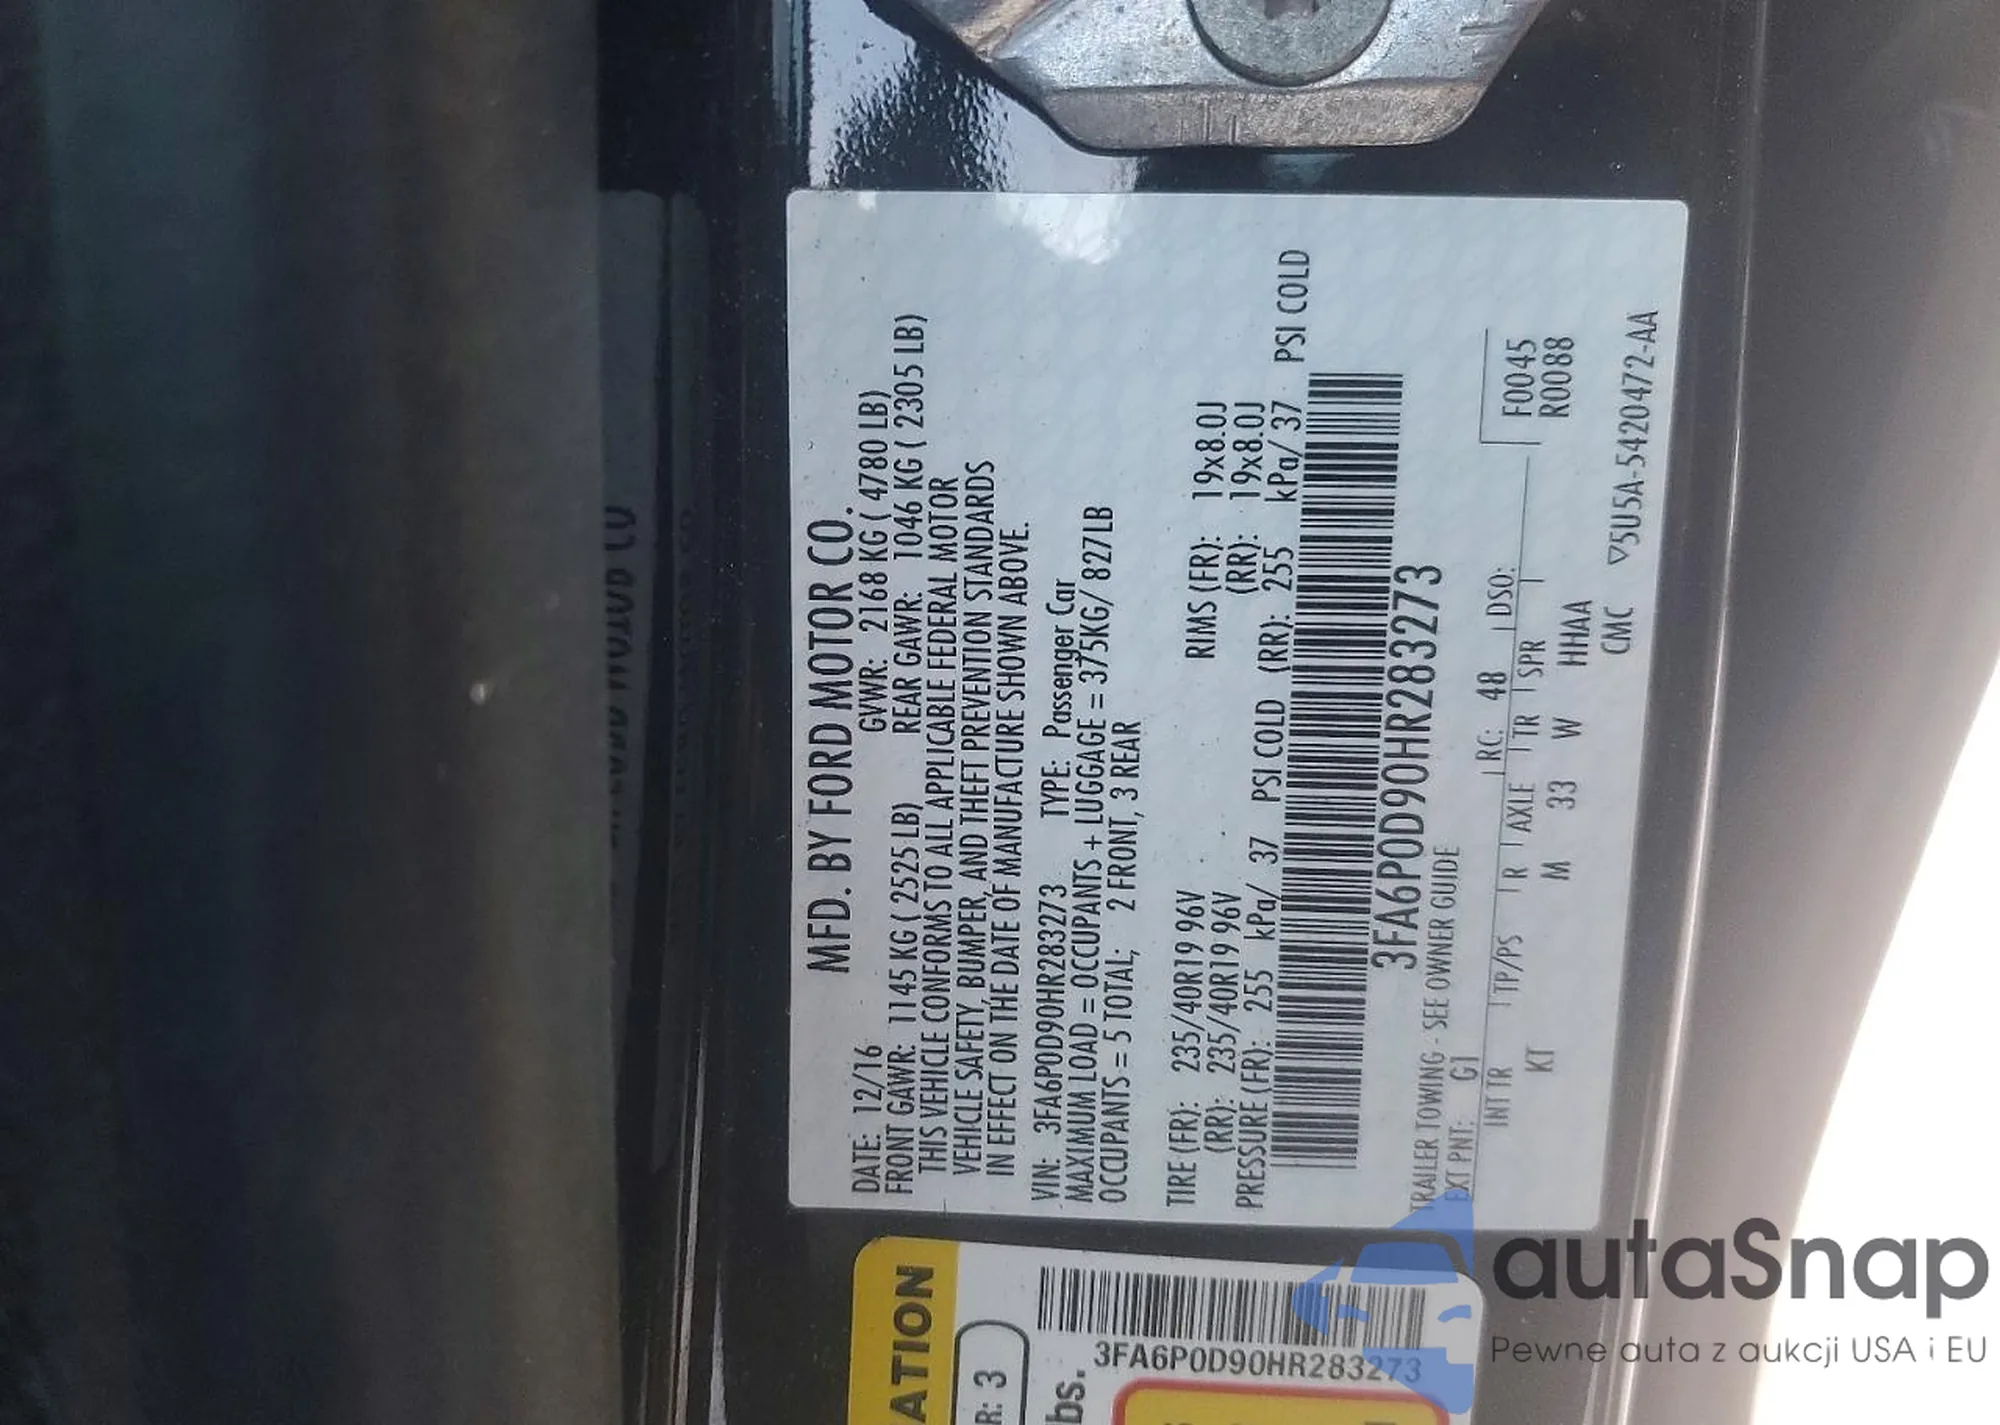 MFD. BY FORD MOTOR CO.
DATE: 12/16 GVWR: 2168 KG ( 4780 LB)
FRONT GAWR: 1145 KG ( 2525 LB) REAR GAWR: 1046 KG ( 2305 LB)
THIS VEHICLE CONFORMS TO ALL APPLICABLE FEDERAL MOTOR
VEHICLE SAFETY, BUMPER, AND THEFT PREVENTION STANDARDS
IN EFFECT ON THE DATE OF MANUFACTURE SHOWN ABOVE.
VIN: 3FA6P0D90HR283273 TYPE: Passenger Car
MAXIMUM LOAD = OCCUPANTS + LUGGAGE = 375KG/ 827LB
OCCUPANTS = 5 TOTAL; 2 FRONT, 3 REAR
TIRE (FR): 235/40R19 96V RIMS (FR): 19x8.0J
(RR): 235/40R19 96V (RR): 19x8.0J
PRESSURE (FR): 255 kPa/ 37 PSI COLD (RR): 255 kPa/ 37 PSI COLD
3FA6P0D90HR283273
TRAILER TOWING - SEE OWNER GUIDE
EXT PNT: G1 RC: 48 DSO: F0045
INT TR TP/PS R AXLE TR SPR R0088
KT M 33 W HHAA
CMC ▽5U5A-5420472-AA
ATION
R: 3
bs.
3FA6P0D90HR283273
autaSnap
Pewne auta z aukcji USA i EU